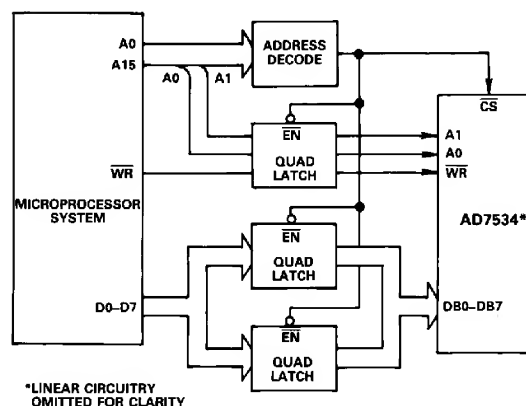 A0
A15
A0 A1
ADDRESS
DECODE
CS
EN
QUAD
LATCH
A1
A0
WR
WR
MICROPROCESSOR
SYSTEM
AD7534*
EN
QUAD
LATCH
D0–D7
DB0–DB7
EN
QUAD
LATCH
*LINEAR CIRCUITRY
OMITTED FOR CLARITY